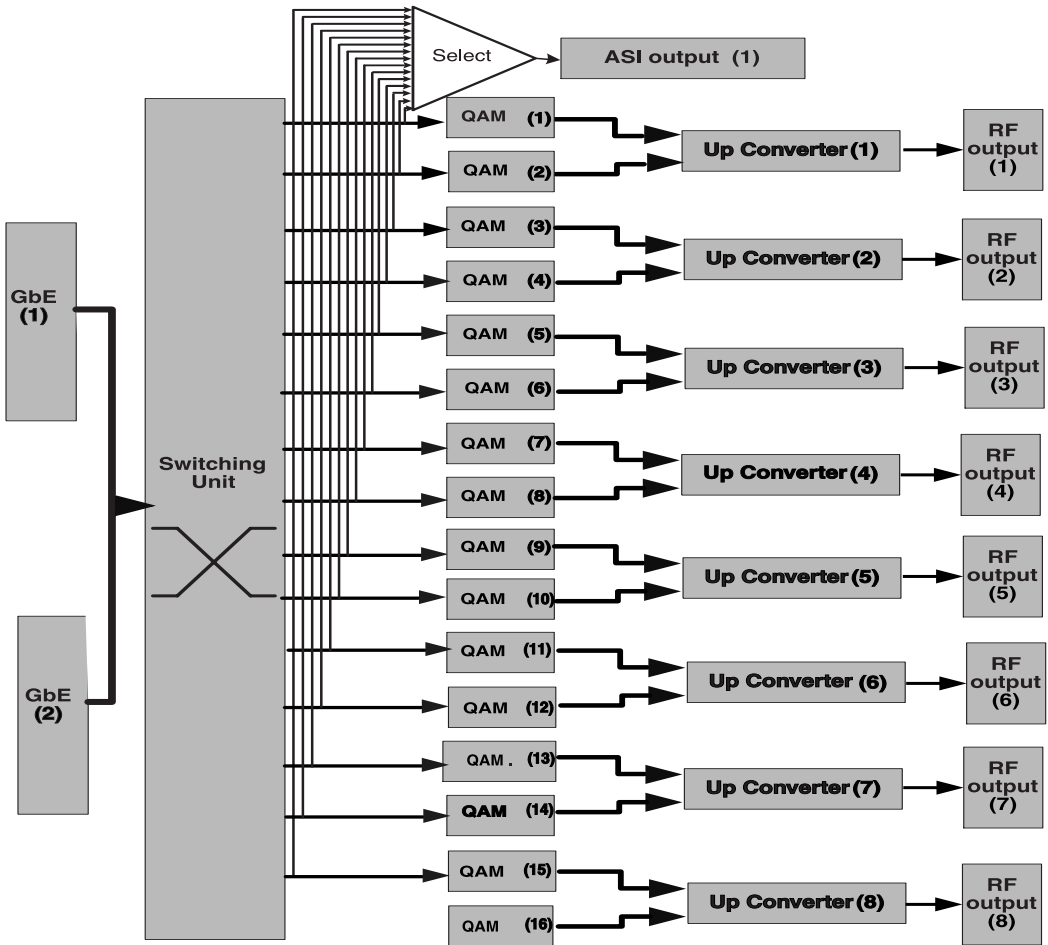 Select
ASI output (1)
QAM (1)
QAM (2)
Up Converter(1)
RF
output
(1)
QAM (3)
QAM (4)
Up Converter(2)
RF
output
(2)
GbE
(1)
QAM (5)
QAM (6)
Up Converter(3)
RF
output
(3)
Switching
Unit
QAM (7)
QAM (8)
Up Converter(4)
RF
output
(4)
QAM (9)
QAM (10)
Up Converter(5)
RF
output
(5)
GbE
(2)
QAM (11)
QAM (12)
Up Converter (6)
RF
output
(6)
QAM . (13)
QAM (14)
Up Converter(7)
RF
output
(7)
QAM (15)
QAM (16)
Up Converter(8)
RF
output
(8)